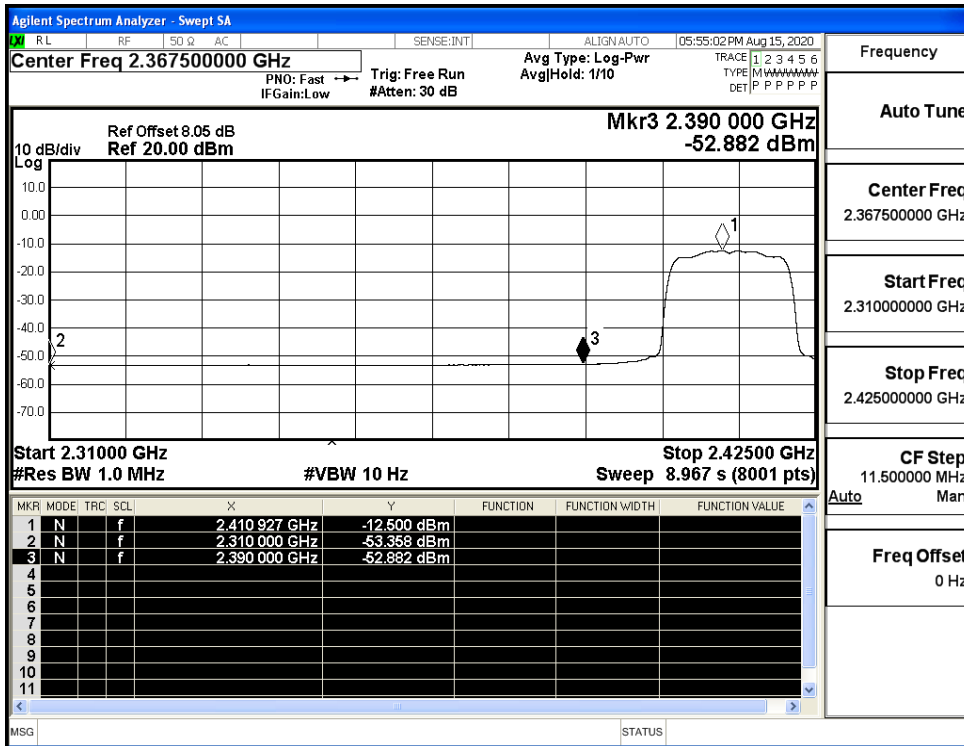 Agilent Spectrum Analyzer - Swept SA
LXI RL RF 50 Ω AC SENSE:INT ALIGN AUTO 05:55:02 PM Aug 15, 2020
Center Freq 2.367500000 GHz
PNO: Fast
IFGain:Low
Trig: Free Run
#Atten: 30 dB
Avg Type: Log-Pwr
Avg|Hold: 1/10
TRACE 1 2 3 4 5 6
TYPE M WWWWW
DET P P P P P P
Ref Offset 8.05 dB
10 dB/div Ref 20.00 dBm
Log
Mkr3 2.390 000 GHz
-52.882 dBm
10.0
0.00
-10.0
-20.0
-30.0
-40.0
-50.0
-60.0
-70.0
1
2
3
Start 2.31000 GHz Stop 2.42500 GHz
#Res BW 1.0 MHz #VBW 10 Hz Sweep 8.967 s (8001 pts)
MKR MODE TRC SCL X Y FUNCTION FUNCTION WIDTH FUNCTION VALUE
1 N f 2.410 927 GHz -12.500 dBm
2 N f 2.310 000 GHz -53.358 dBm
3 N f 2.390 000 GHz -52.882 dBm
4
5
6
7
8
9
10
11
MSG STATUS
Frequency
Auto Tune
Center Freq
2.367500000 GHz
Start Freq
2.310000000 GHz
Stop Freq
2.425000000 GHz
CF Step
11.500000 MHz
Auto Man
Freq Offset
0 Hz